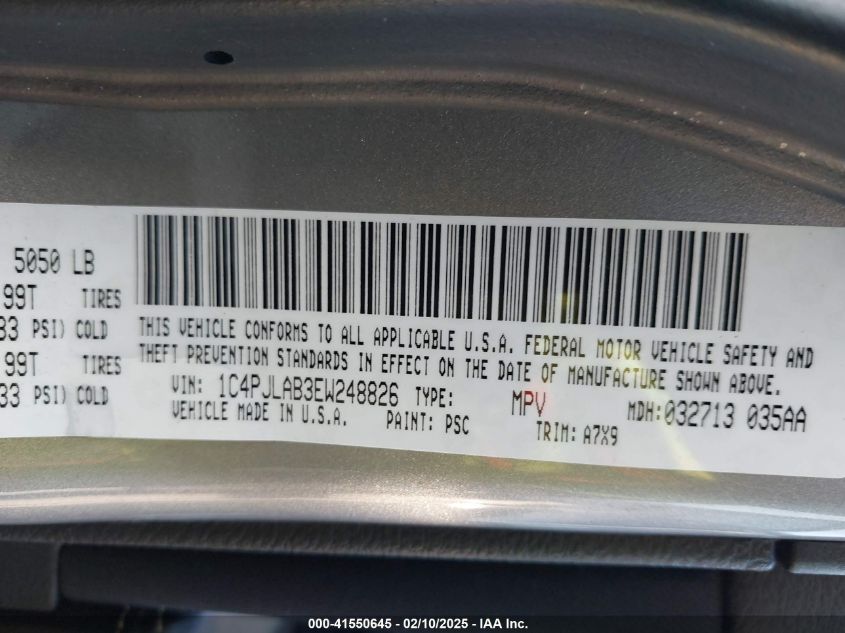 5050 LB
99T TIRES
33 PSI) COLD
99T TIRES
33 PSI) COLD
THIS VEHICLE CONFORMS TO ALL APPLICABLE U.S.A. FEDERAL MOTOR VEHICLE SAFETY AND
THEFT PREVENTION STANDARDS IN EFFECT ON THE DATE OF MANUFACTURE SHOWN ABOVE.
VIN: 1C4PJLAB3EW248826 TYPE: MPV MDH:032713 035AA
VEHICLE MADE IN U.S.A. PAINT: PSC TRIM: A7X9
000-41550645 | 02/10/2025 | IAA Inc.